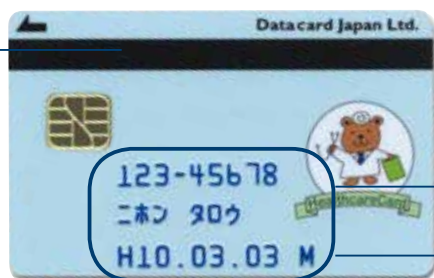 Datacard Japan Ltd.
123-45678
ニホン タロウ
HealthcareCard
H10.03.03 M